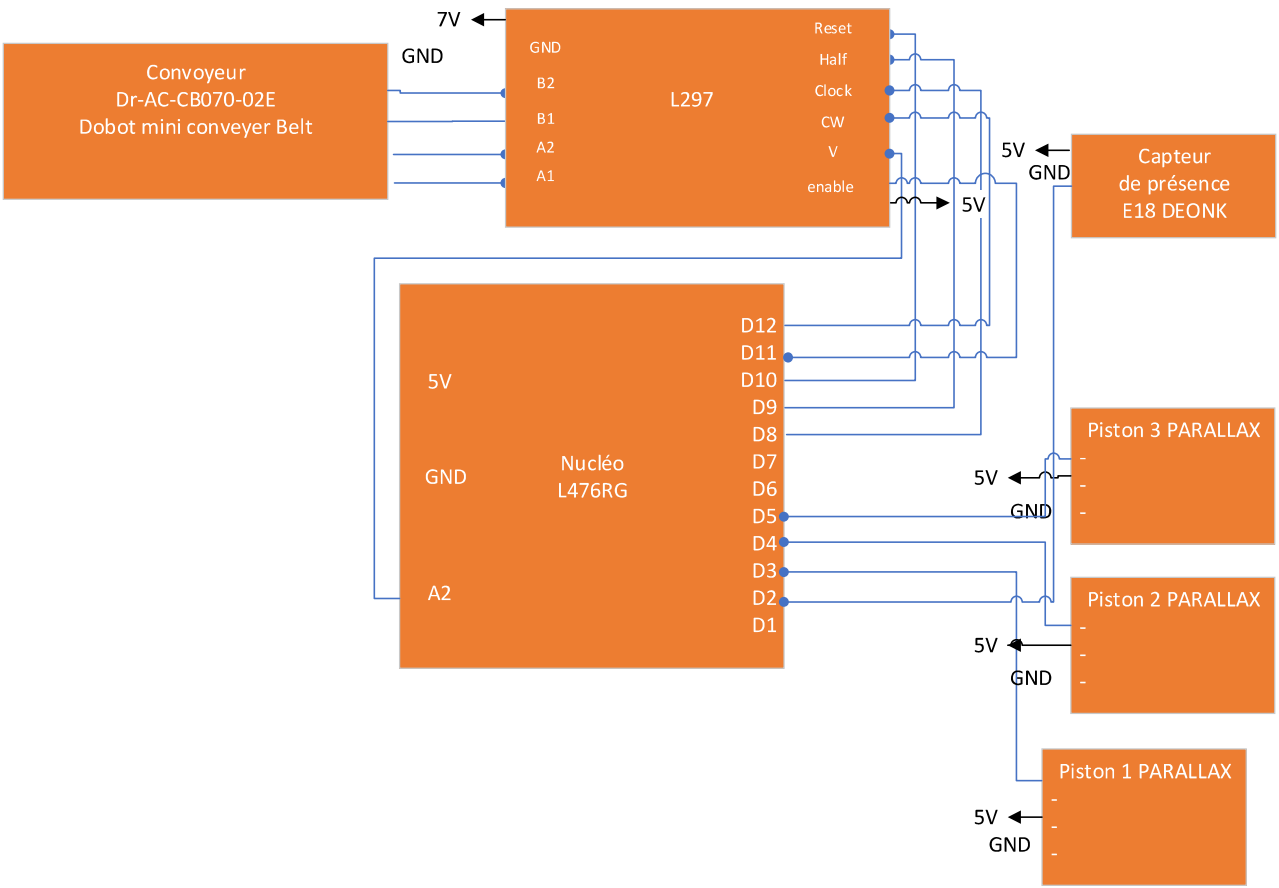 7V
GND
Convoyeur
Dr-AC-CB070-02E
Dobot mini conveyer Belt
GND
B2
B1
A2
A1
L297
Reset
Half
Clock
CW
V
enable
5V
5V
GND
Capteur
de présence
E18 DEONK
5V
GND
A2
Nucléo
L476RG
D12
D11
D10
D9
D8
D7
D6
D5
D4
D3
D2
D1
Piston 3 PARALLAX
-
-
-
5V
GND
Piston 2 PARALLAX
-
-
-
5V
GND
Piston 1 PARALLAX
-
-
-
5V
GND